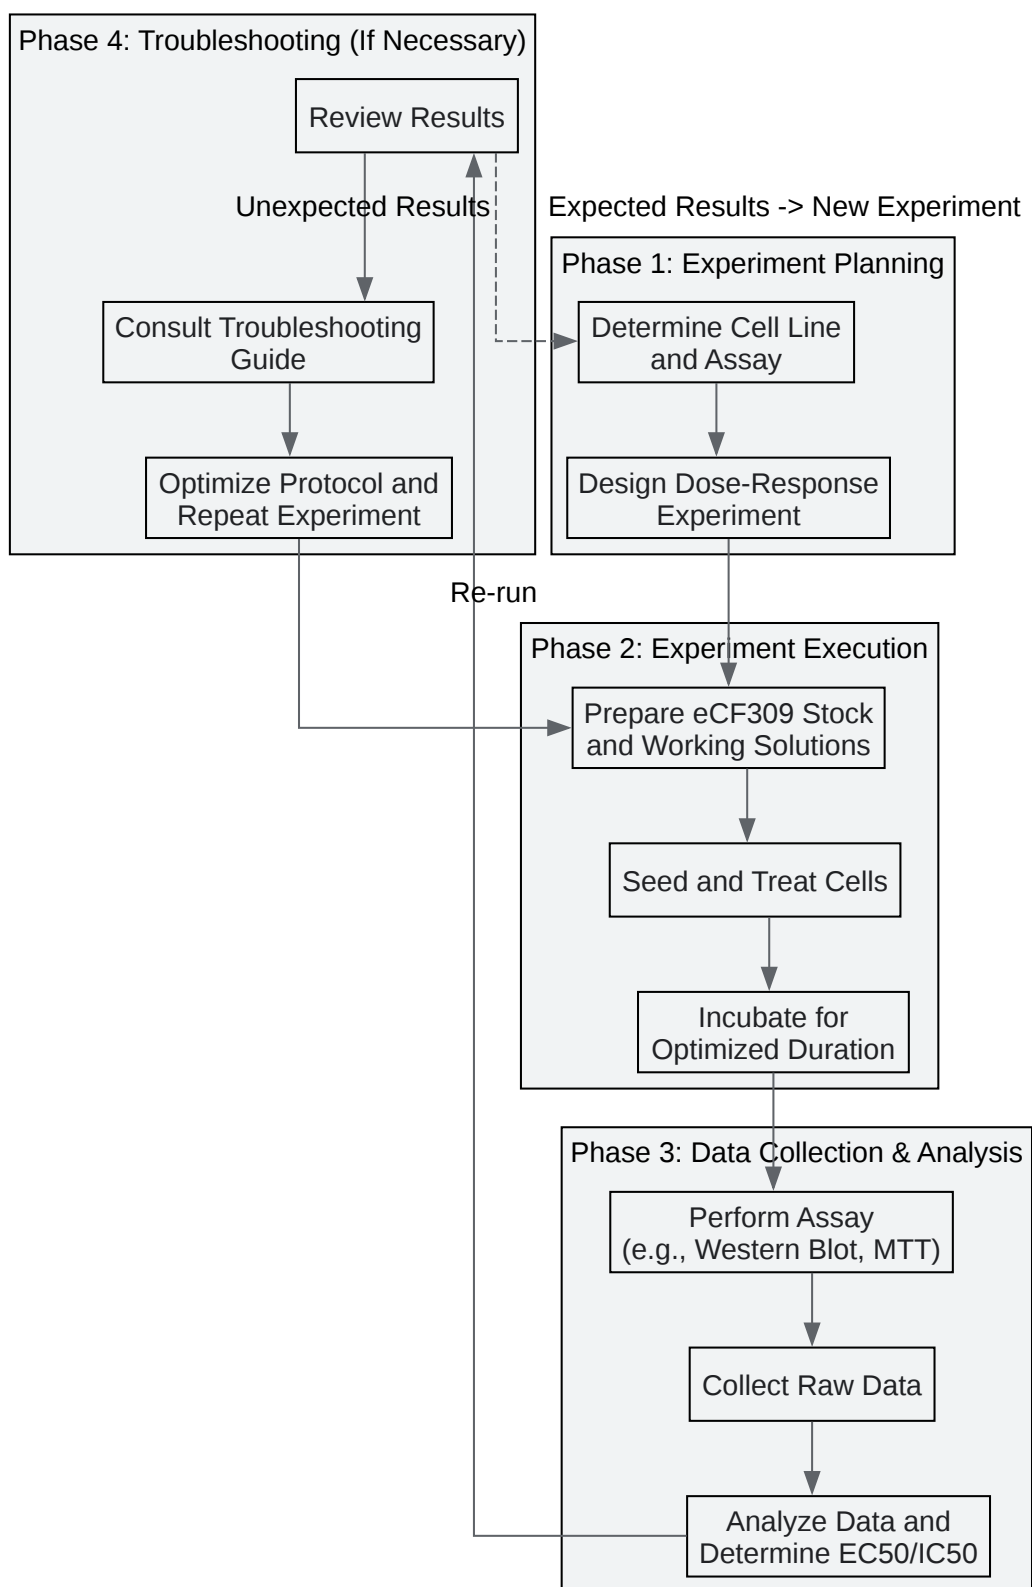 Phase 4: Troubleshooting (If Necessary)
Review Results
Unexpected Results
Expected Results -> New Experiment
Phase 1: Experiment Planning
Consult Troubleshooting
Guide
Determine Cell Line
and Assay
Optimize Protocol and
Repeat Experiment
Design Dose-Response
Experiment
Re-run
Phase 2: Experiment Execution
Prepare eCF309 Stock
and Working Solutions
Seed and Treat Cells
Incubate for
Optimized Duration
Phase 3: Data Collection & Analysis
Perform Assay
(e.g., Western Blot, MTT)
Collect Raw Data
Analyze Data and
Determine EC50/IC50